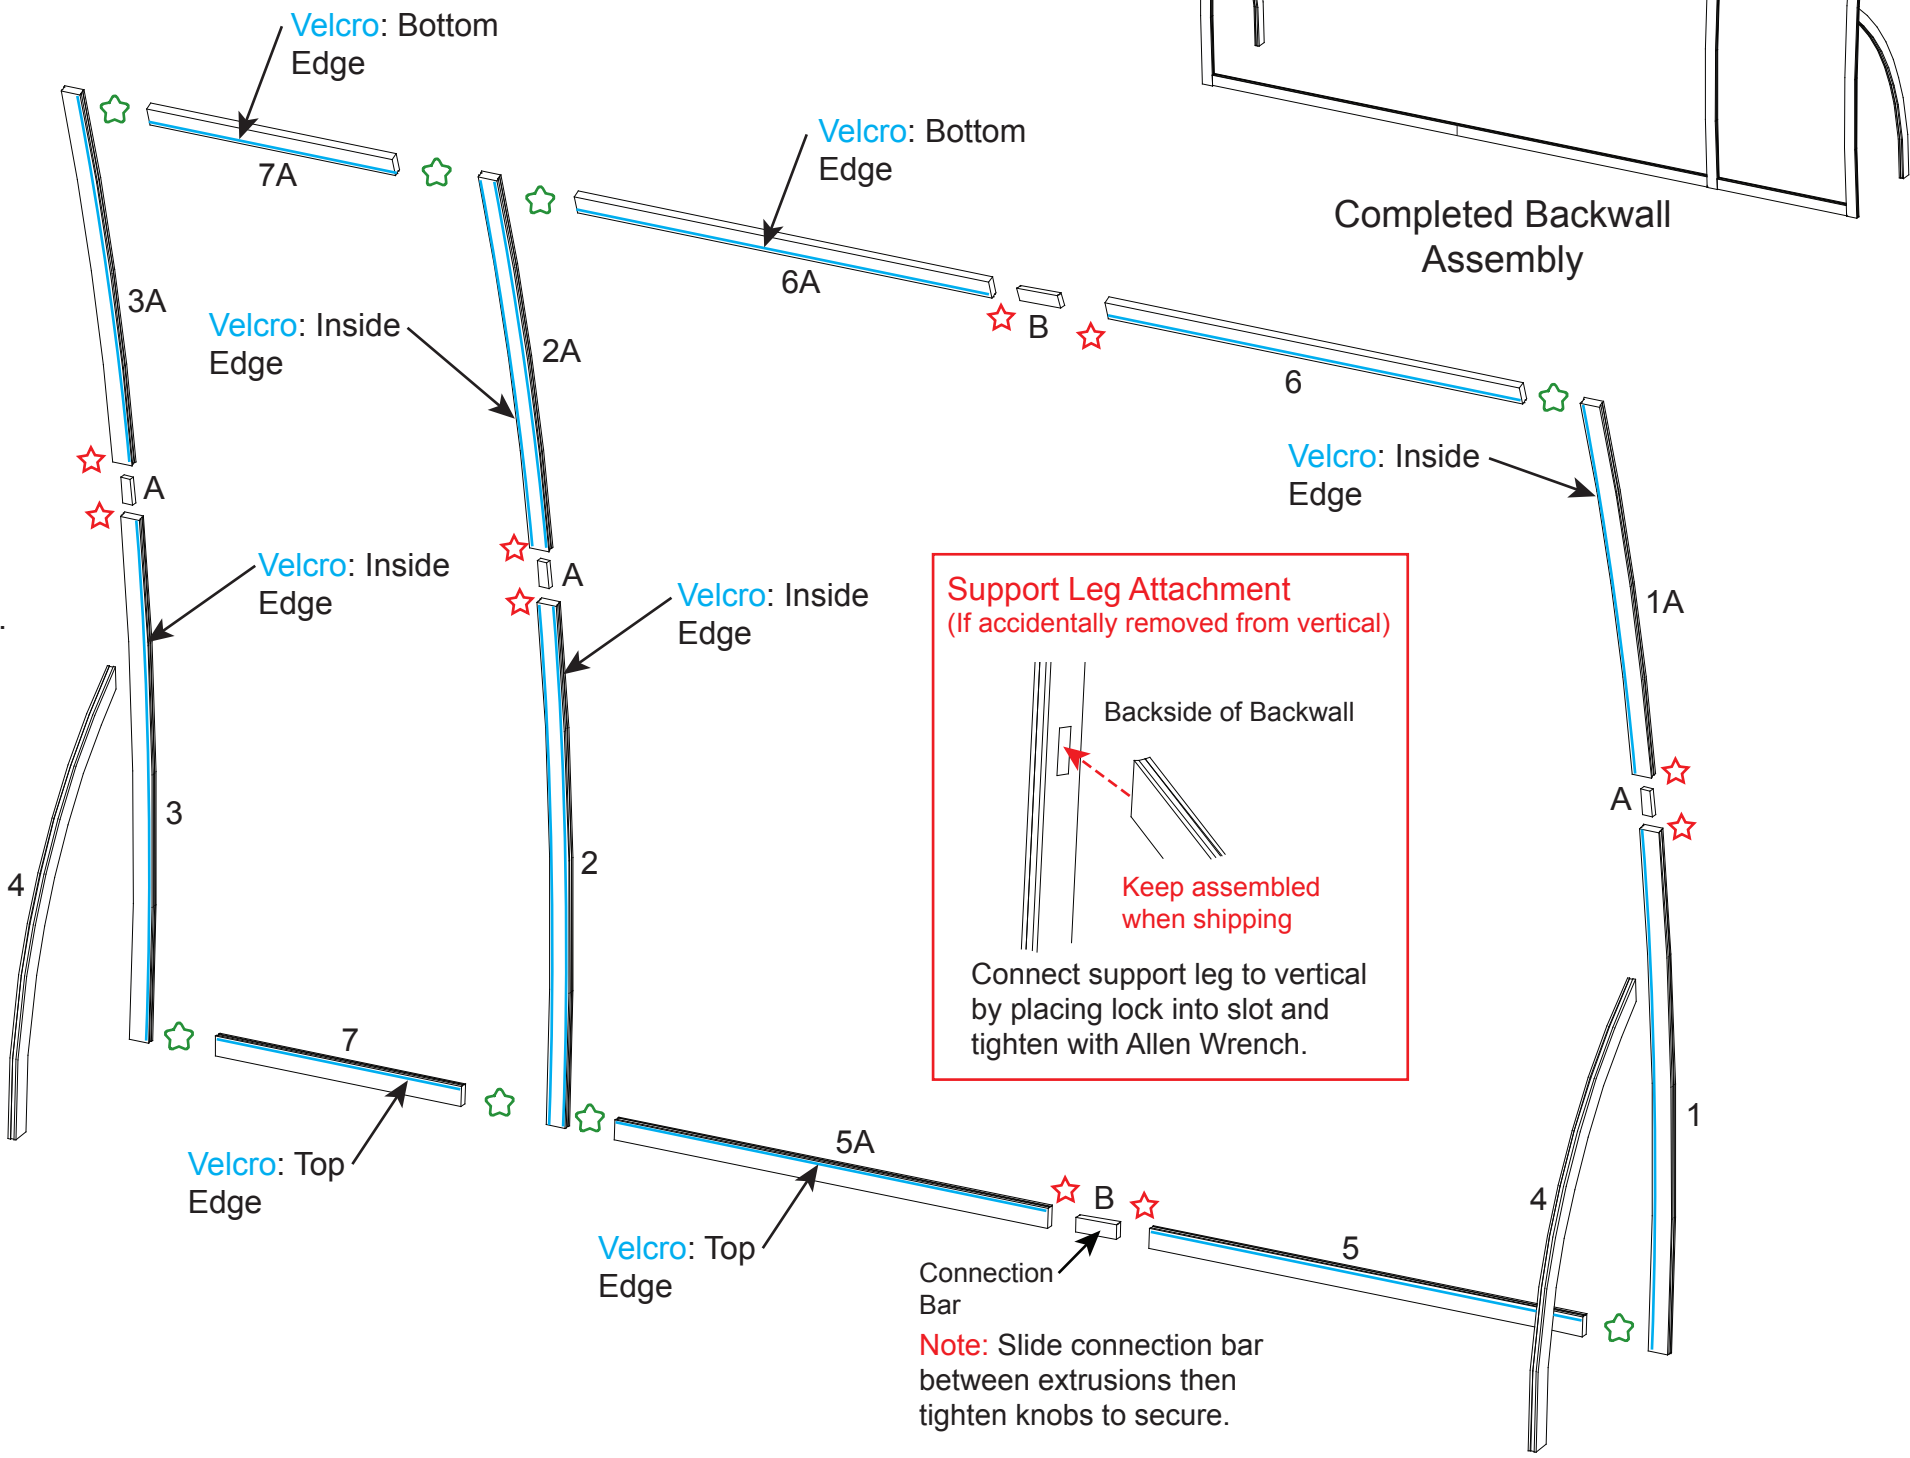 Velcro: Bottom
Edge
7A
Velcro: Bottom
Edge
6A
B
Completed Backwall
Assembly
3A
Velcro: Inside
Edge
2A
6
Velcro: Inside
Edge
A
Velcro: Inside
Edge
A
Velcro: Inside
Edge
.
Support Leg Attachment
(If accidentally removed from vertical)
Backside of Backwall
Keep assembled
when shipping
Connect support leg to vertical
by placing lock into slot and
tighten with Allen Wrench.
1A
A
3
4
2
7
Velcro: Top
Edge
5A
Velcro: Top
Edge
B
Connection
Bar
Note: Slide connection bar
between extrusions then
tighten knobs to secure.
5
4
1